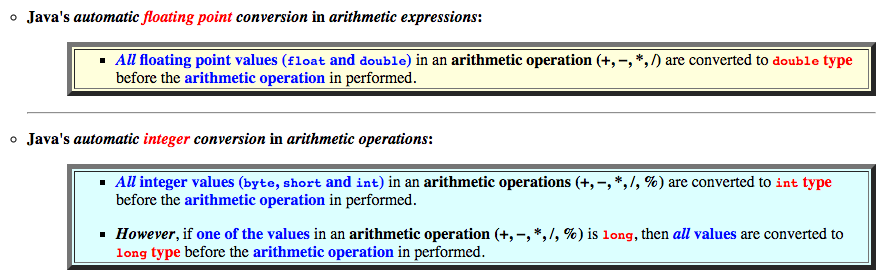 Java's automatic floating point conversion in arithmetic expressions:
All floating point values (float and double) in an arithmetic operation (+, −, *, /) are converted to double type
before the arithmetic operation in performed.
Java's automatic integer conversion in arithmetic operations:
All integer values (byte, short and int) in an arithmetic operations (+, −, *, /, %) are converted to int type
before the arithmetic operation in performed.
However, if one of the values in an arithmetic operation (+, −, *, /, %) is long, then all values are converted to
long type before the arithmetic operation in performed.